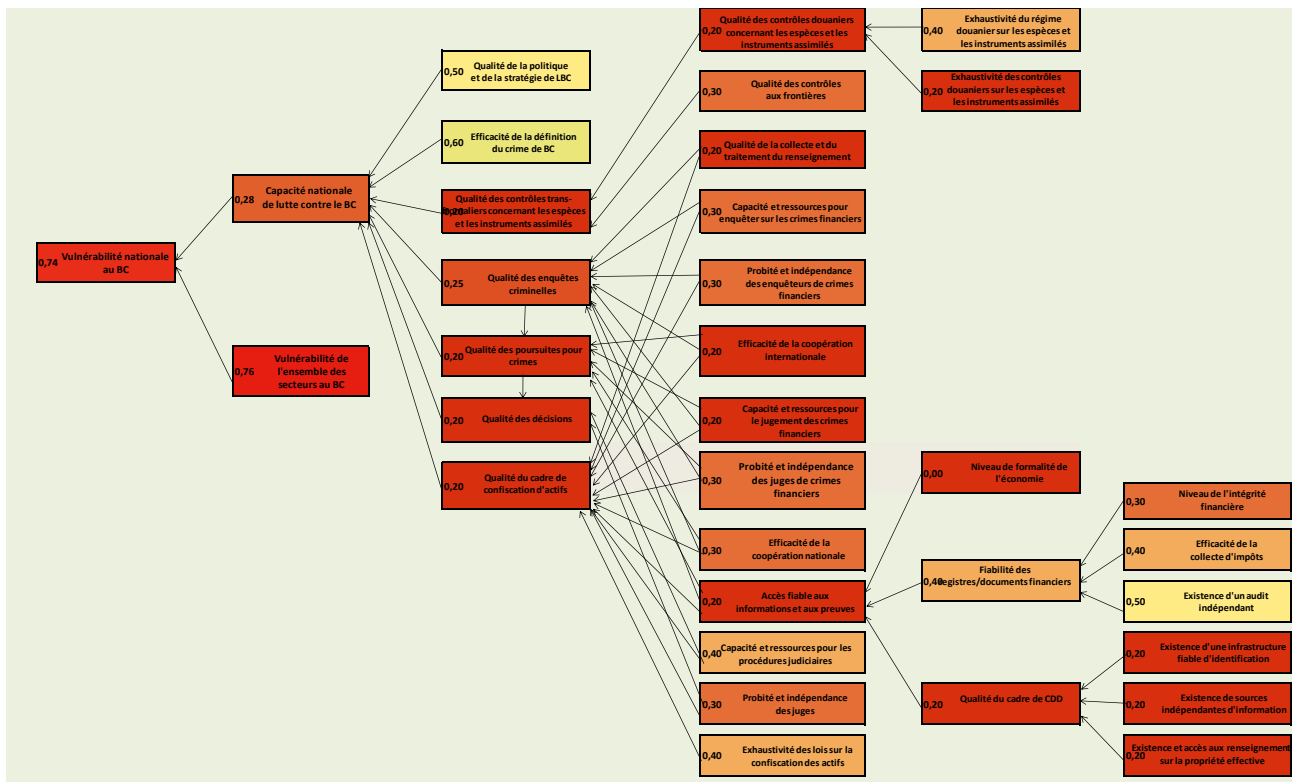 0,74
Vulnérabilité nationale
au BC
0,28
Capacité nationale
de lutte contre le BC
0,76
Vulnérabilité de
l'ensemble des
secteurs au BC
0,50
Qualité de la politique
et de la stratégie de LBC
0,60
Efficacité de la définition
du crime de BC
0,20
Qualité des contrôles trans-
frontaliers concernant les espèces
et les instruments assimilés
0,25
Qualité des enquêtes
criminelles
0,20
Qualité des poursuites pour
crimes
0,20
Qualité des décisions
0,20
Qualité du cadre de
confiscation d'actifs
0,20
Qualité des contrôles douaniers
concernant les espèces et les
instruments assimilés
0,30
Qualité des contrôles
aux frontières
0,20
Qualité de la collecte et du
traitement du renseignement
0,30
Capacité et ressources pour
enquêter sur les crimes financiers
0,30
Probité et indépendance
des enquêteurs de crimes
financiers
0,20
Efficacité de la coopération
internationale
0,20
Capacité et ressources pour
le jugement des crimes
financiers
0,30
Probité et indépendance
des juges de crimes
financiers
0,30
Efficacité de la
coopération nationale
0,20
Accès fiable aux
informations et aux preuves
0,40
Capacité et ressources pour les
procédures judiciaires
0,30
Probité et indépendance
des juges
0,40
Exhaustivité des lois sur la
confiscation des actifs
0,40
Exhaustivité du régime
douanier sur les espèces et
les instruments assimilés
0,20
Exhaustivité des contrôles
douaniers sur les espèces et
les instruments assimilés
0,00
Niveau de formalité de
l'économie
0,40
Fiabilité des
registres/documents financiers
0,20
Qualité du cadre de CDD
0,30
Niveau de l'intégrité
financière
0,40
Efficacité de la
collecte d'impôts
0,50
Existence d'un audit
indépendant
0,20
Existence d'une infrastructure
fiable d'identification
0,20
Existence de sources
indépendantes d'information
0,20
Existence et accès aux renseignement
sur la propriété effective